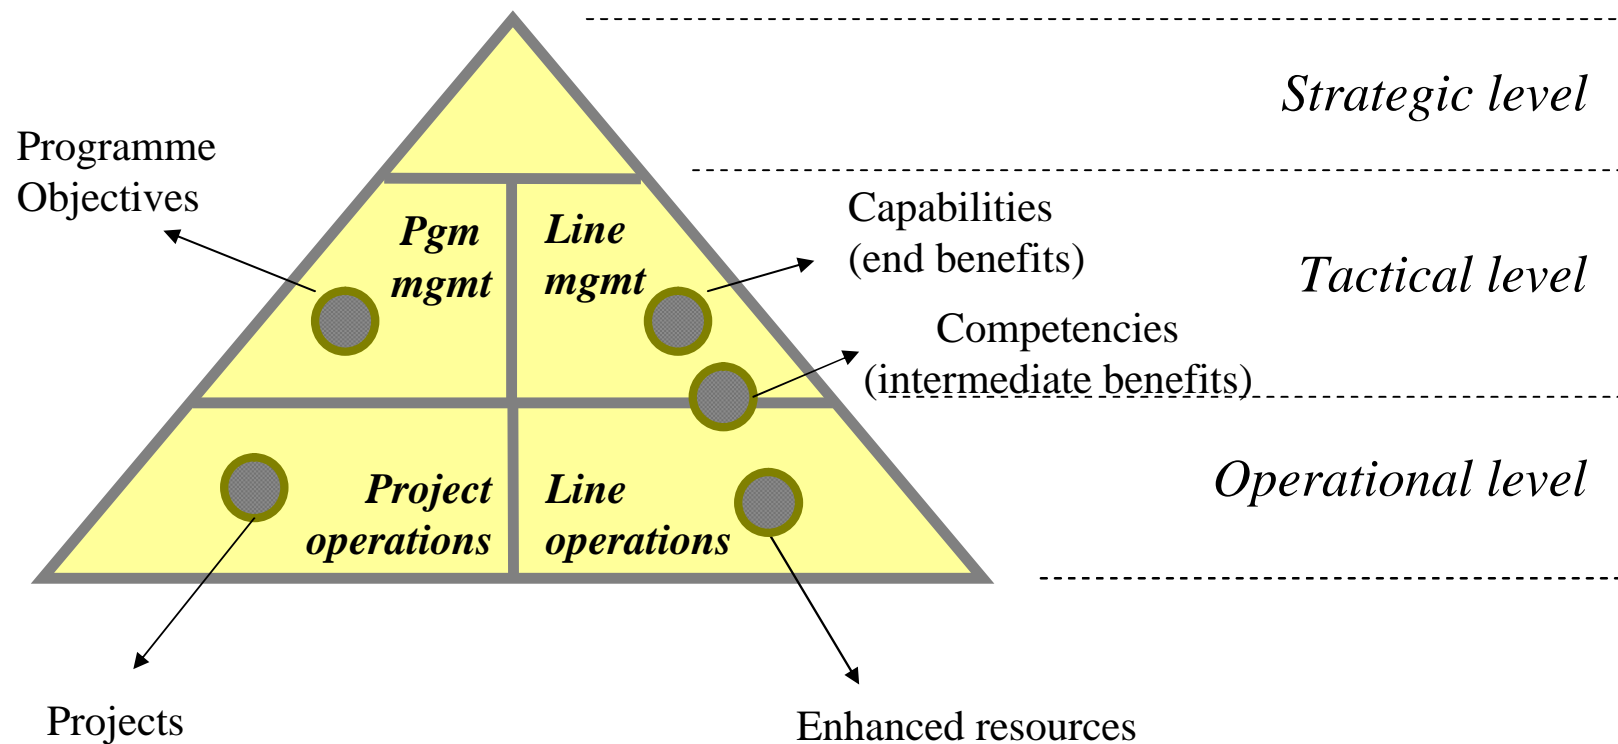 Strategic level
Programme
Objectives
Pgm
mgmt
Line
mgmt
Capabilities
(end benefits)
Tactical level
Competencies
(intermediate benefits)
Project
operations
Line
operations
Operational level
Projects
Enhanced resources